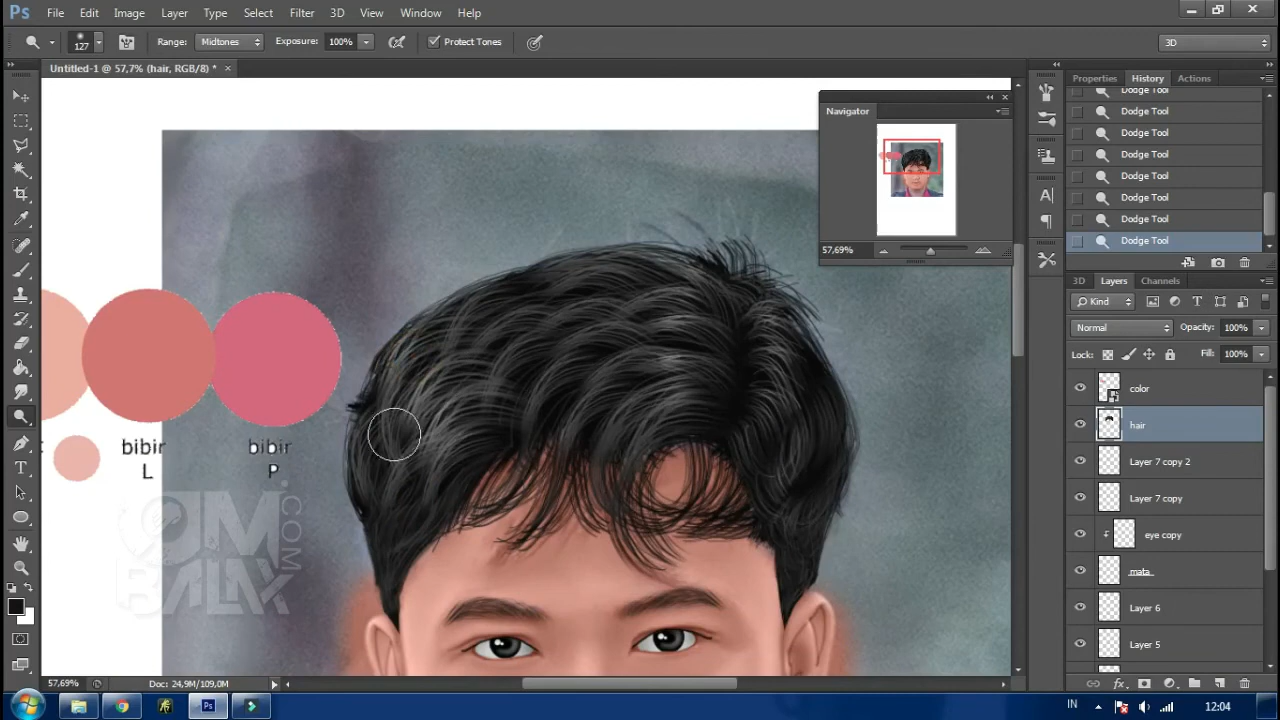 Ps File Edit Image Layer Type Select Filter 3D View Window Help
127 Range: Midtones Exposure: 100% Protect Tones 3D
Untitled-1 @ 57,7% (hair, RGB/8) * ×
Navigator
57,69%
Properties History Actions
Dodge Tool
Dodge Tool
Dodge Tool
Dodge Tool
Dodge Tool
Dodge Tool
Dodge Tool
Dodge Tool
3D Layers Channels
Kind
Normal Opacity: 100%
Lock: Fill: 100%
color
hair
Layer 7 copy 2
Layer 7 copy
eye copy
mata
Layer 6
Layer 5
bibir
L
bibir
P
.COM
57,69% Doc: 24,9M/109,0M
IN 12:04